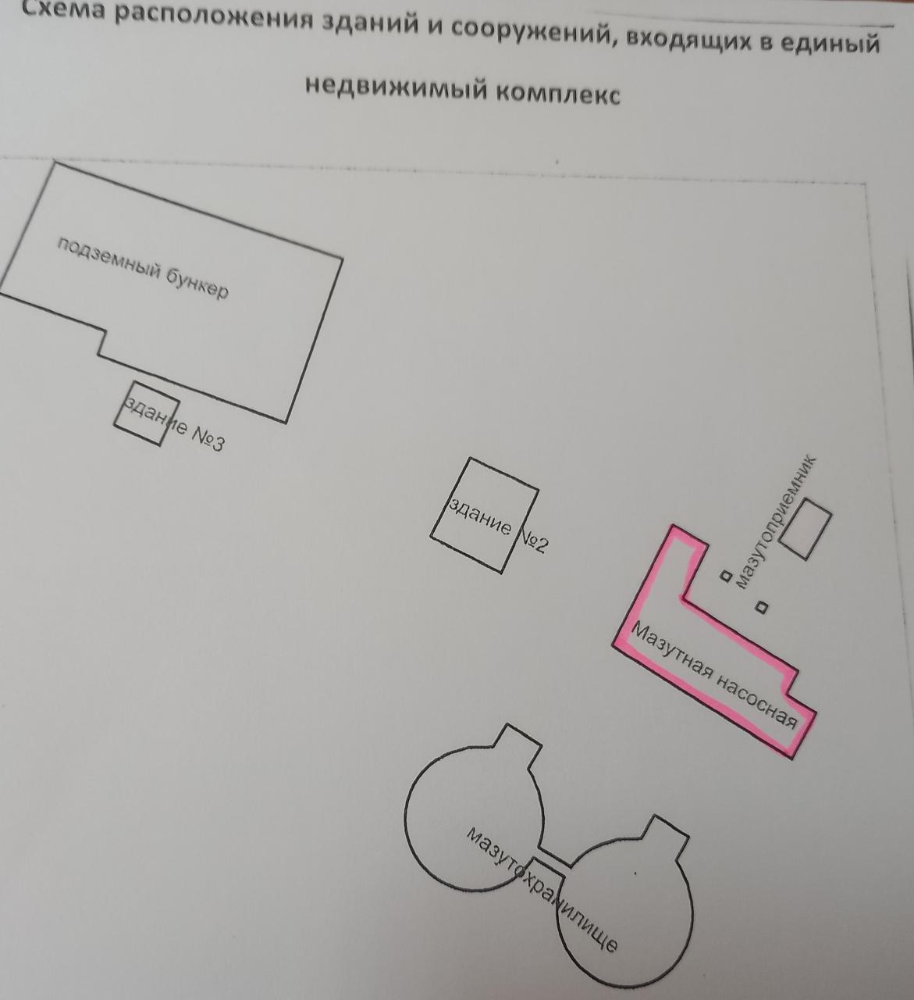 Схема расположения зданий и сооружений, входящих в единый
недвижимый комплекс
подземный бункер
здание №3
здание №2
мазутоприемник
Мазутная насосная
мазутохранилище